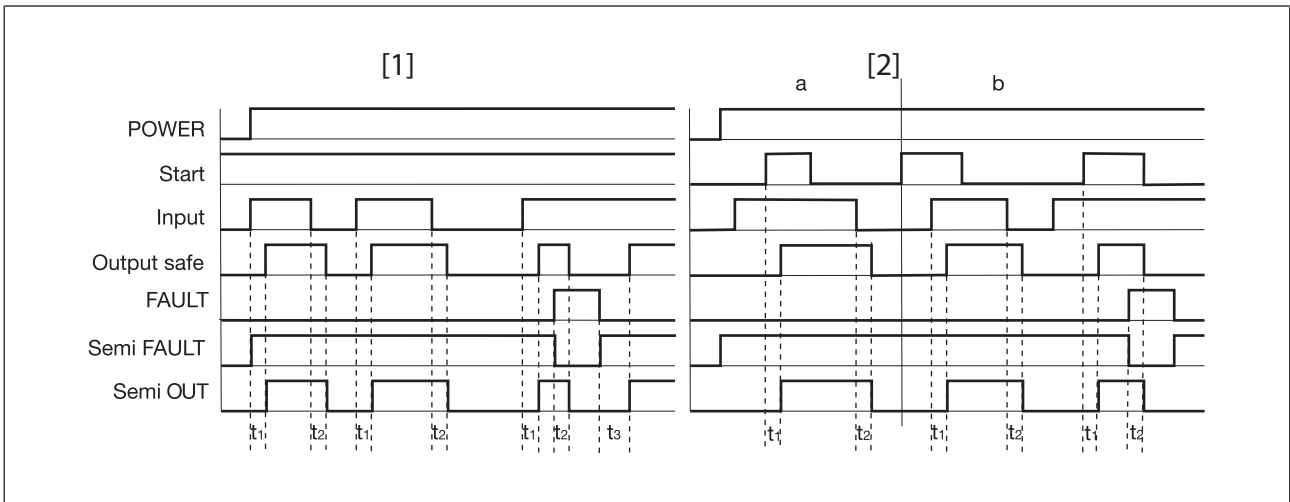 [1] [2]
a b
POWER
Start
Input
Output safe
FAULT
Semi FAULT
Semi OUT
t1 t2 t1 t2 t1 t2 t3 t1 t2 t1 t2 t1 t2